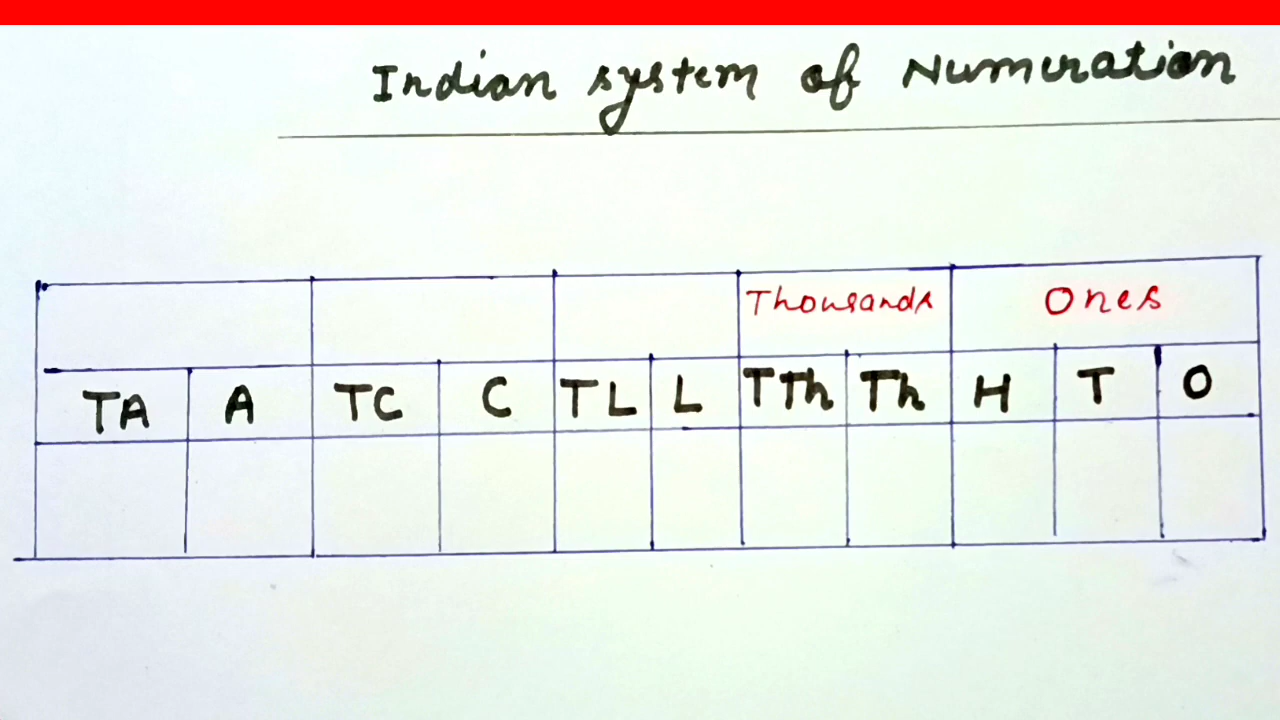 Indian system of Numeration
Thousands Ones
TA A TC C TL L TTh Th H T O